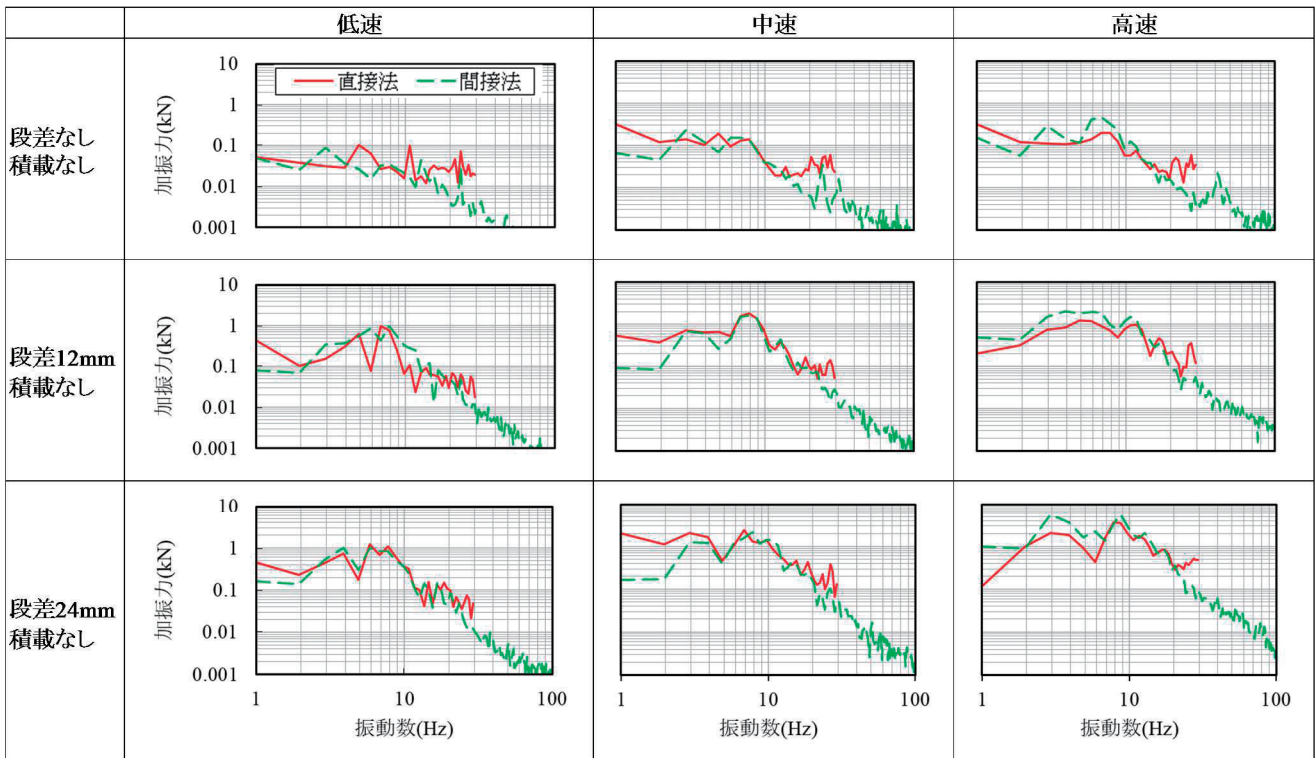 低速
中速
高速
段差なし
積載なし
加振力(kN)
10
1
0.1
0.01
0.001
直接法
間接法
段差12mm
積載なし
加振力(kN)
10
1
0.1
0.01
0.001
段差24mm
積載なし
加振力(kN)
10
1
0.1
0.01
0.001
1 10 100
振動数(Hz)
1 10 100
振動数(Hz)
1 10 100
振動数(Hz)